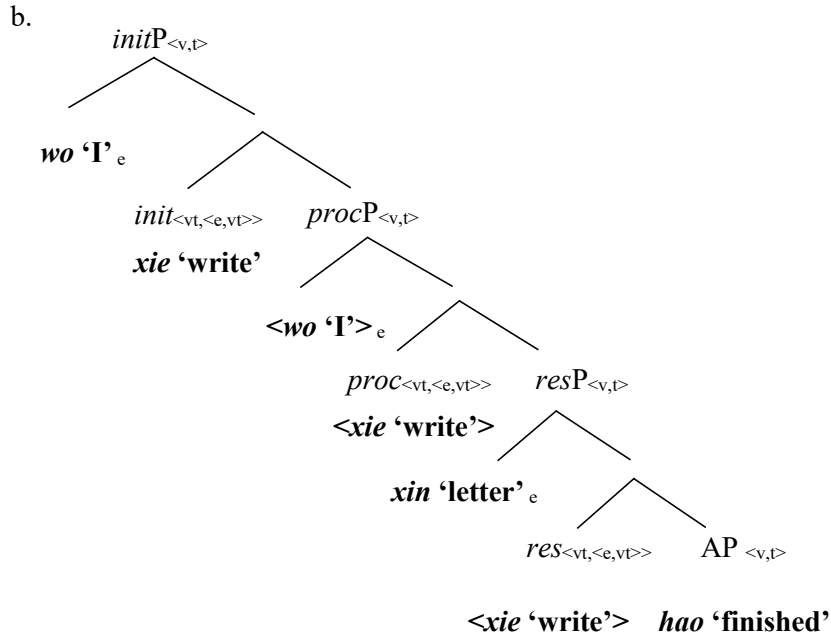 b.
initP<v,t>
wo ‘I’ e
init<vt,<e,vt>> procP<v,t>
xie ‘write’
<wo ‘I’> e
proc<vt,<e,vt>> resP<v,t>
<xie ‘write’>
xin ‘letter’ e
res<vt,<e,vt>> AP <v,t>
<xie ‘write’> hao ‘finished’